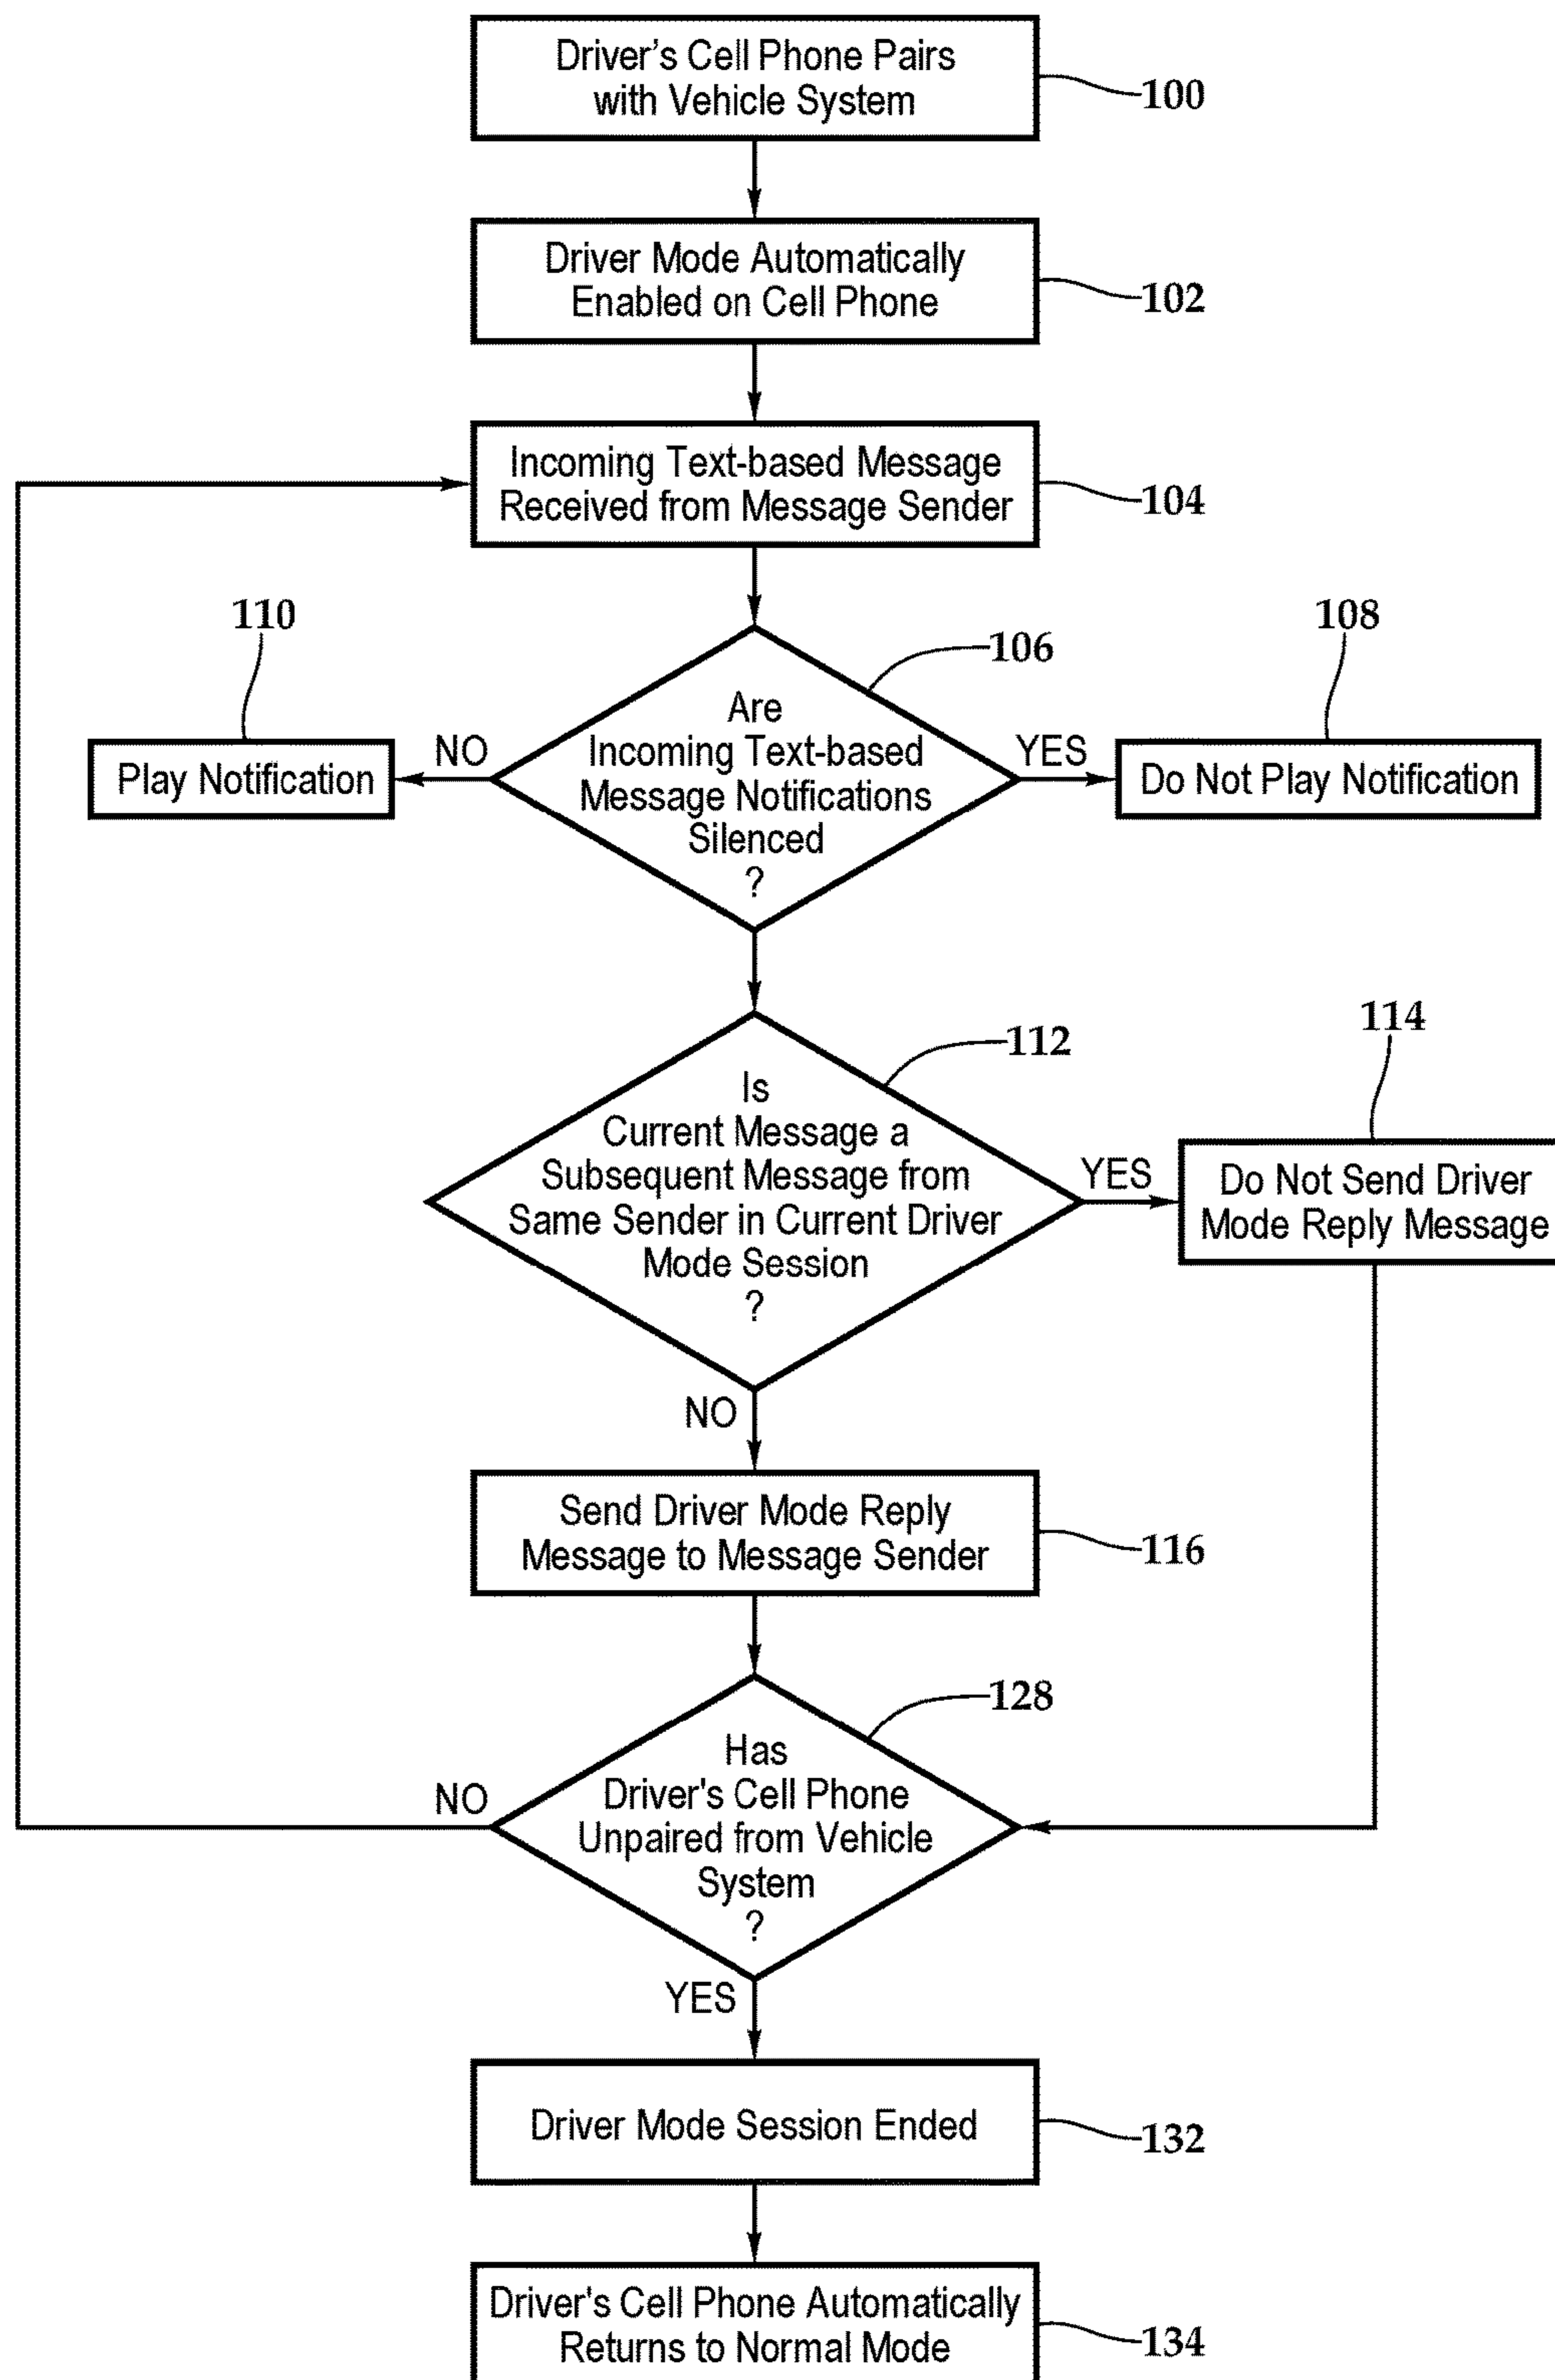 Driver’s Cell Phone Pairs
with Vehicle System
100
Driver Mode Automatically
Enabled on Cell Phone
102
Incoming Text-based Message
Received from Message Sender
104
110
108
106
Are
Incoming Text-based
Message Notifications
Silenced
?
NO
YES
Play Notification
Do Not Play Notification
112
114
Is
Current Message a
Subsequent Message from
Same Sender in Current Driver
Mode Session
?
YES
Do Not Send Driver
Mode Reply Message
NO
Send Driver Mode Reply
Message to Message Sender
116
128
Has
Driver's Cell Phone
Unpaired from Vehicle
System
?
NO
YES
Driver Mode Session Ended
132
Driver's Cell Phone Automatically
Returns to Normal Mode
134